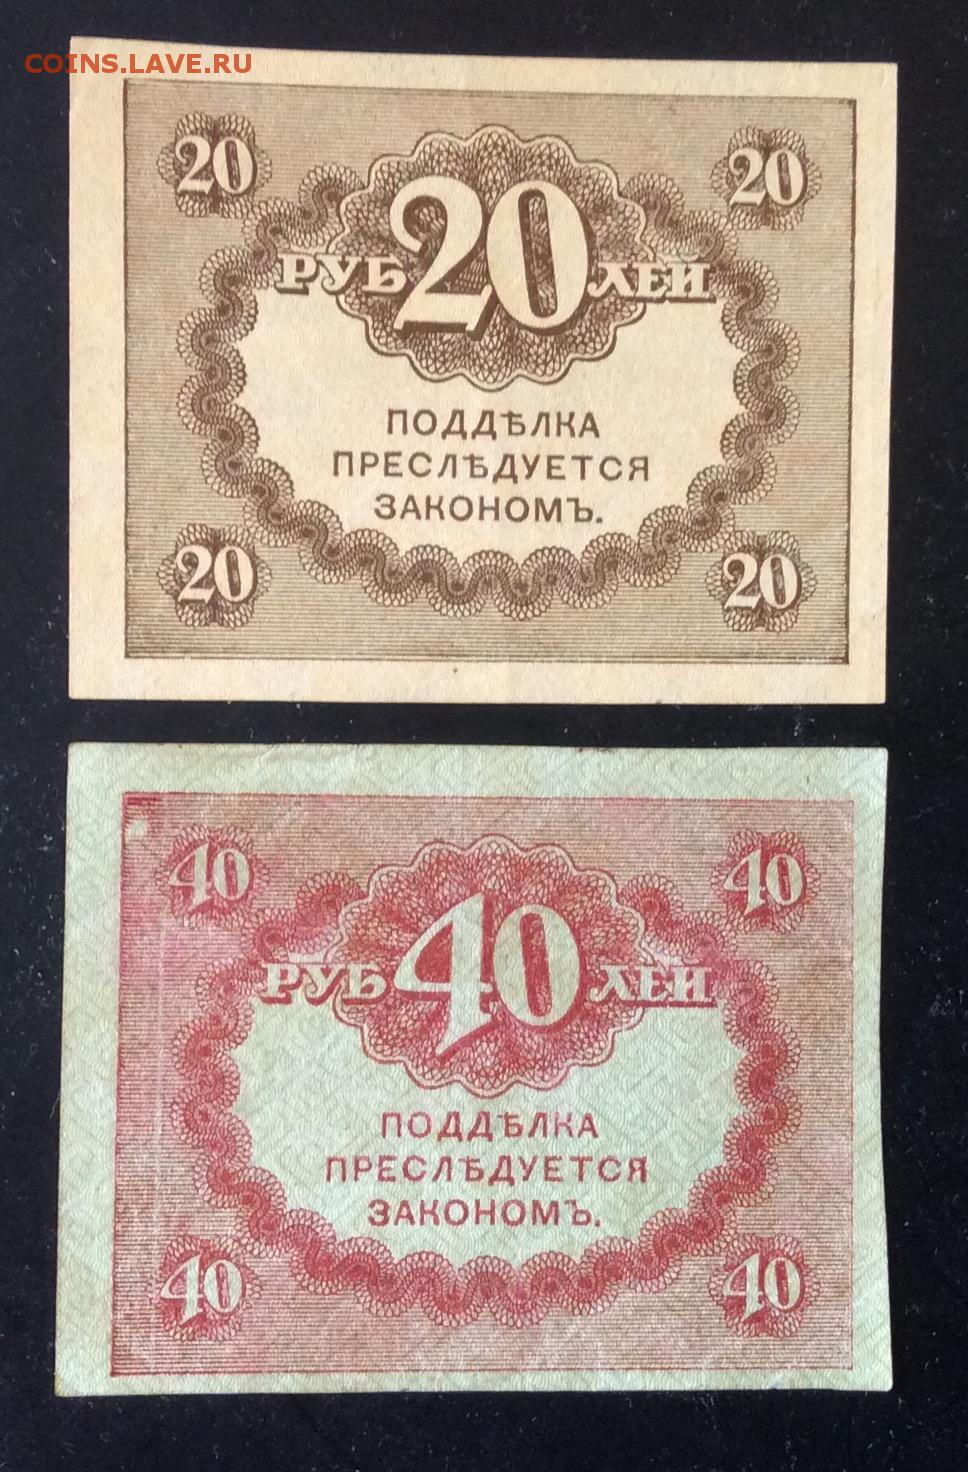 COINS.LAVE.RU
20 20
РУБ 20 ЛЕЙ
ПОДДѢЛКА
ПРЕСЛѢДУЕТСЯ
ЗАКОНОМЪ.
20 20
40 40
РУБ 40 ЛЕЙ
ПОДДѢЛКА
ПРЕСЛѢДУЕТСЯ
ЗАКОНОМЪ.
40 40